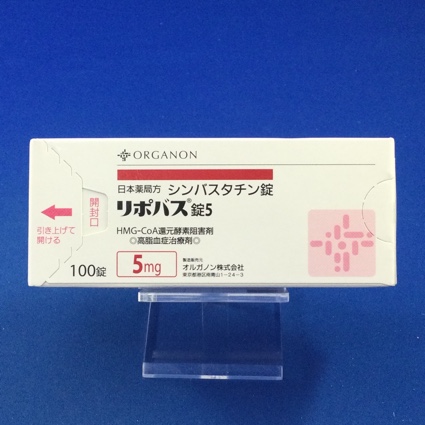 ORGANON
日本薬局方 シンバスタチン錠
リポバス®錠5
HMG-CoA還元酵素阻害剤
◎高脂血症治療剤◎
開封口
引き上げて
開ける
100錠
5mg
製造販売元
オルガノン株式会社
東京都港区南青山1-24-3